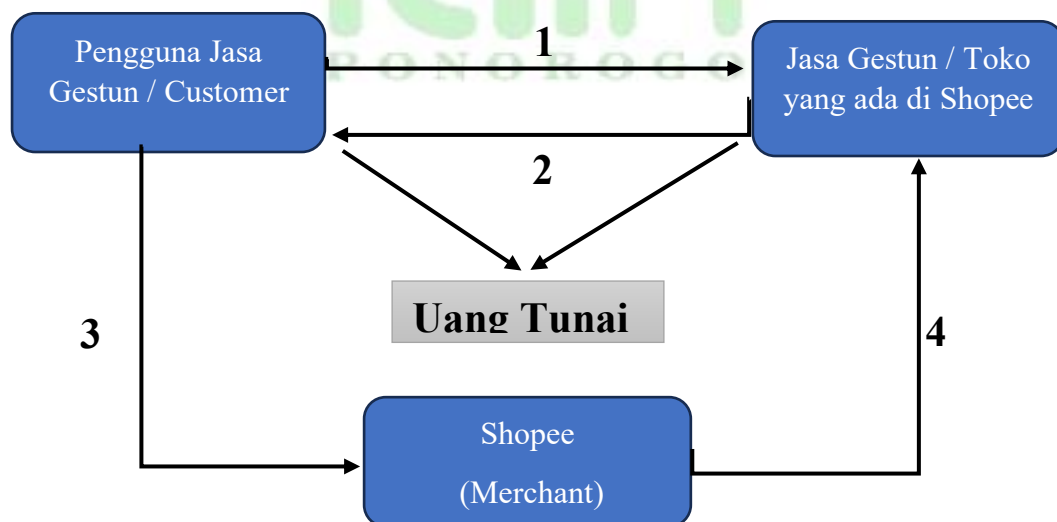 Pengguna Jasa
Gestun / Customer
1
PONOROGO
Jasa Gestun / Toko
yang ada di Shopee
2
Uang Tunai
3
4
Shopee
(Merchant)